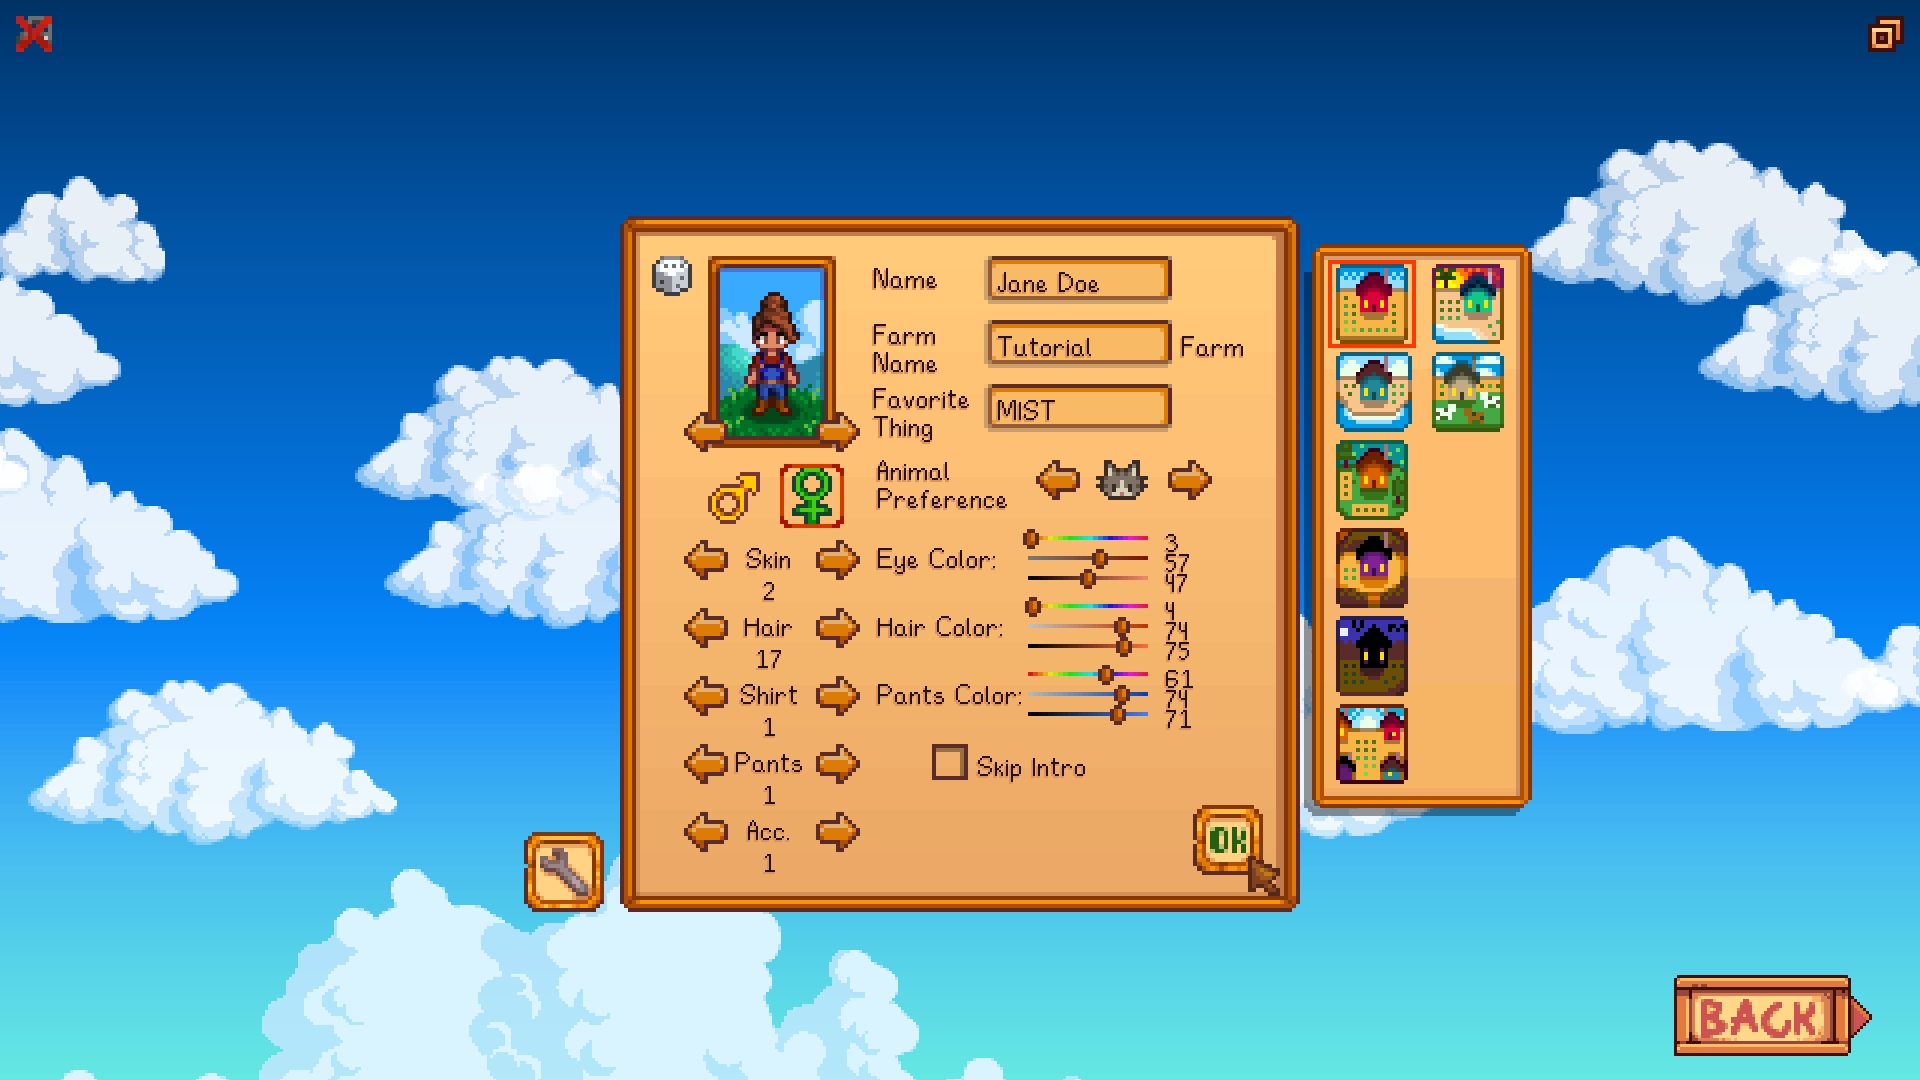 Name
Jane Doe
Farm
Name
Tutorial
Farm
Favorite
Thing
MIST
Animal
Preference
Skin
2
Eye Color:
3
57
47
Hair
17
Hair Color:
4
74
75
Shirt
1
Pants Color:
61
74
71
Pants
1
Skip Intro
Acc.
1
OK
BACK